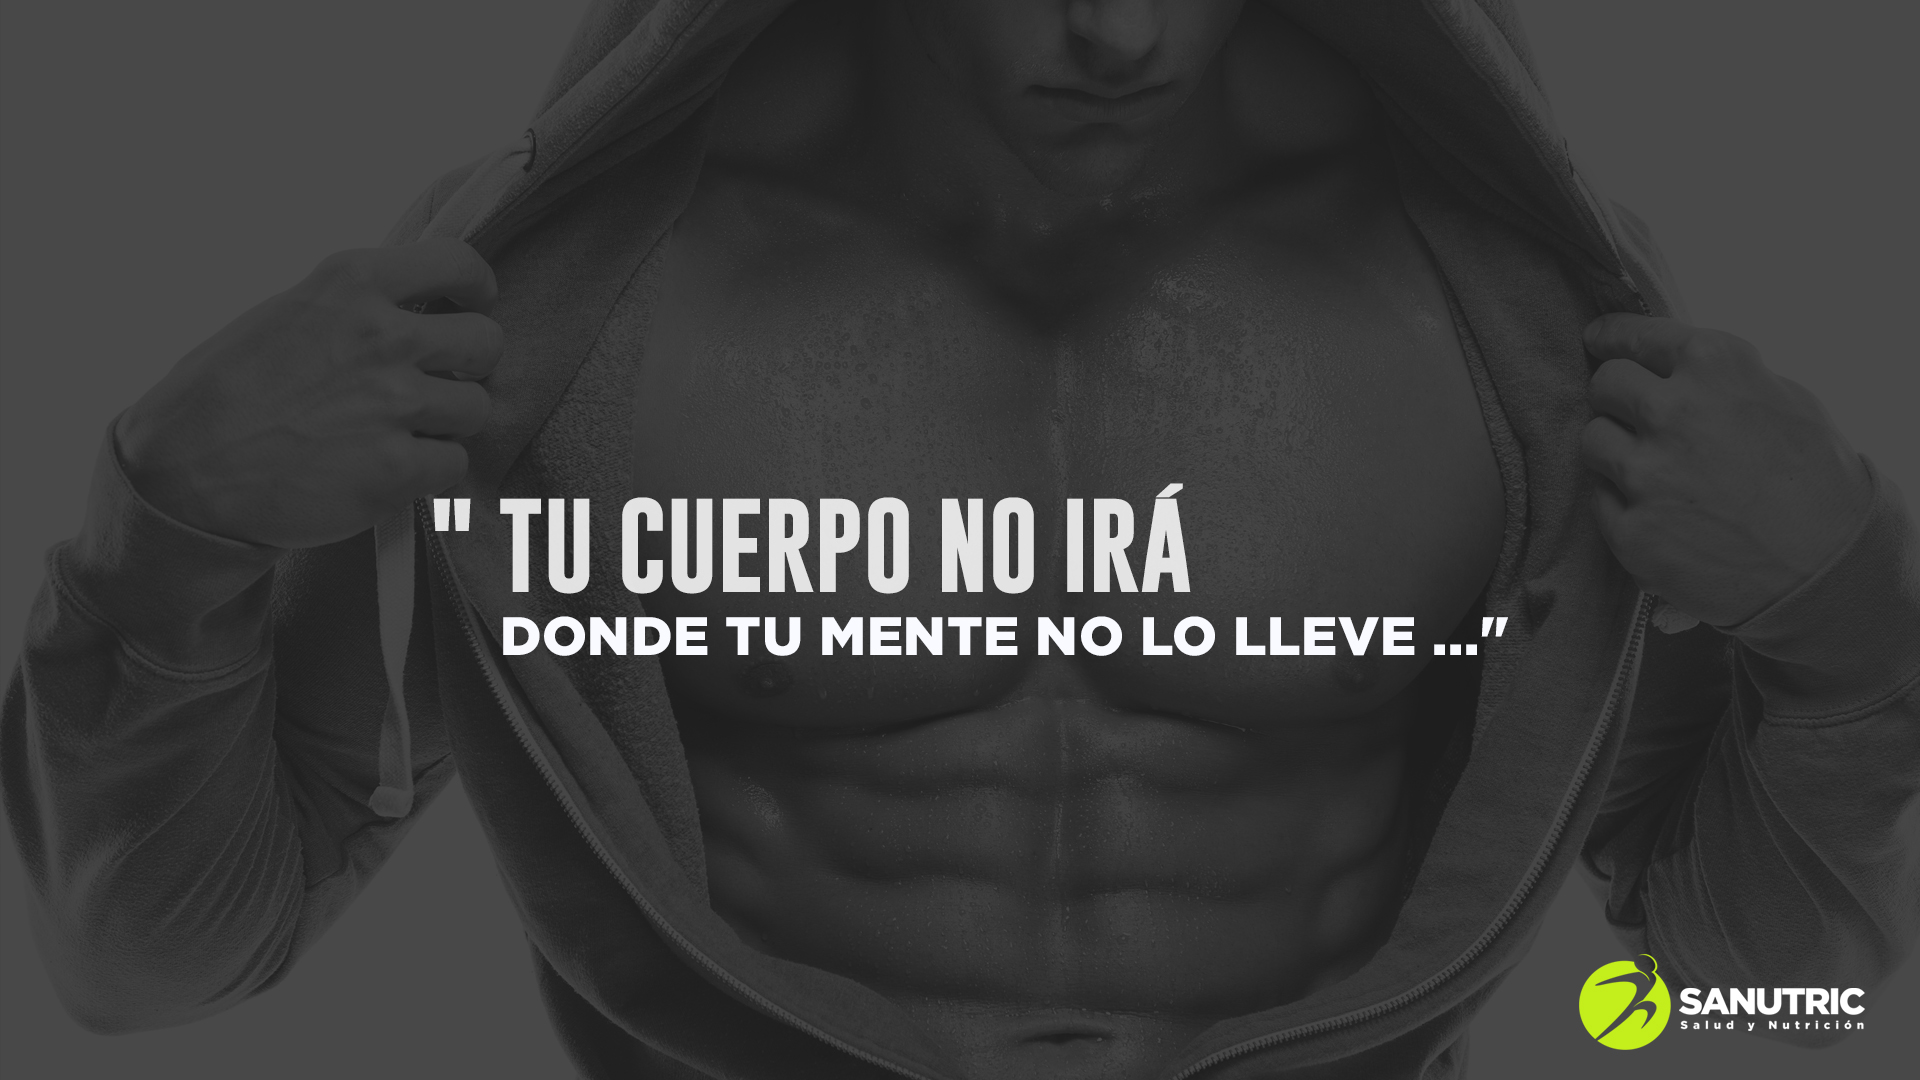 " TU CUERPO NO IRÁ
DONDE TU MENTE NO LO LLEVE ..."
SANUTRIC
Salud y Nutrición